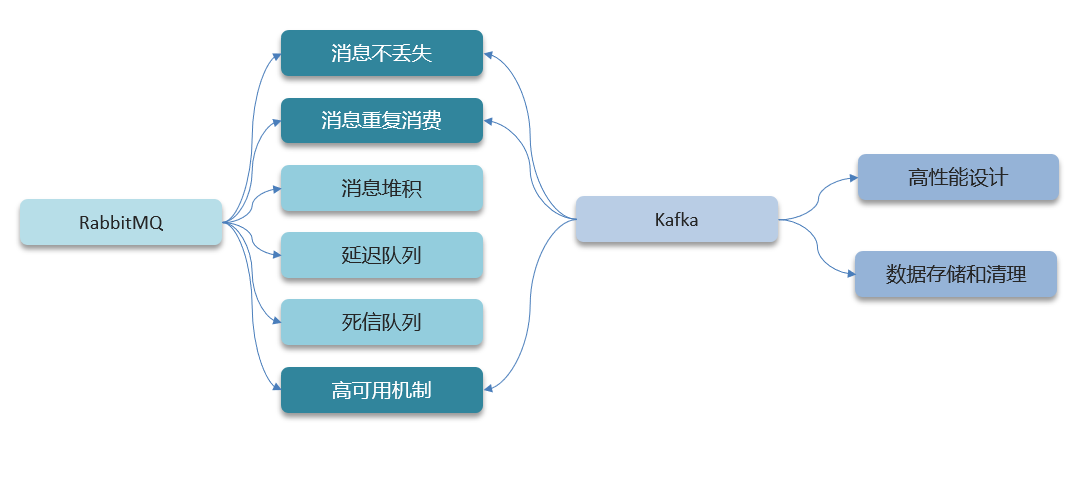 RabbitMQ
消息不丢失
消息重复消费
消息堆积
延迟队列
死信队列
高可用机制
Kafka
高性能设计
数据存储和清理